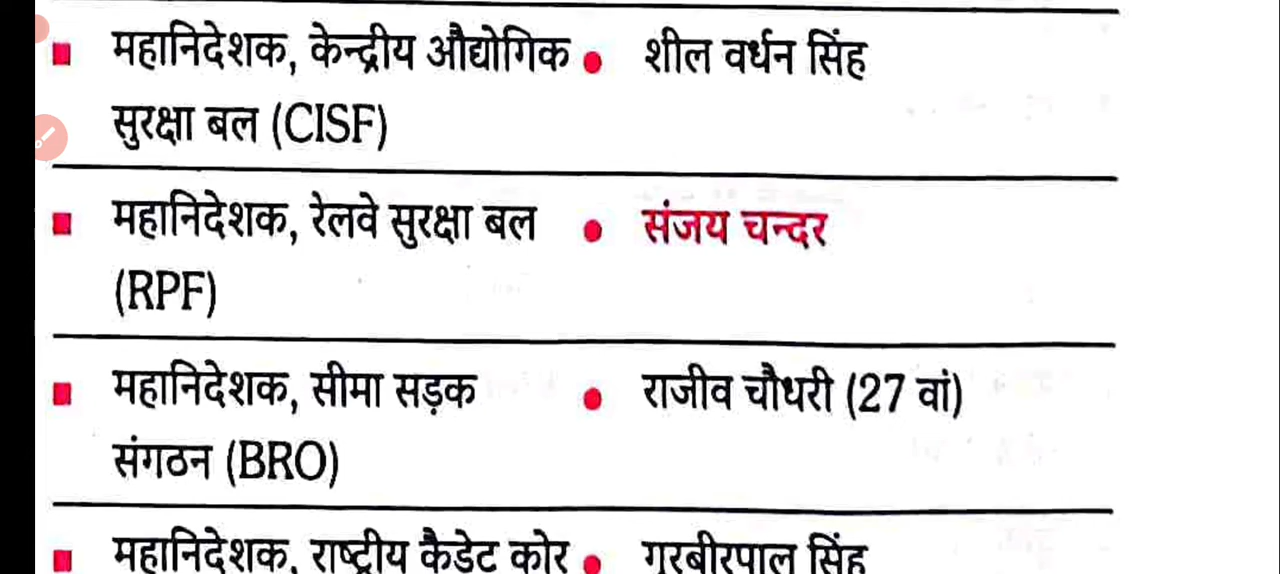 महानिदेशक, केन्द्रीय औद्योगिक • शील वर्धन सिंह
सुरक्षा बल (CISF)
महानिदेशक, रेलवे सुरक्षा बल • संजय चन्दर
(RPF)
महानिदेशक, सीमा सड़क • राजीव चौधरी (27 वां)
संगठन (BRO)
महानिदेशक, राष्ट्रीय कैडेट कोर • गुरबीरपाल सिंह